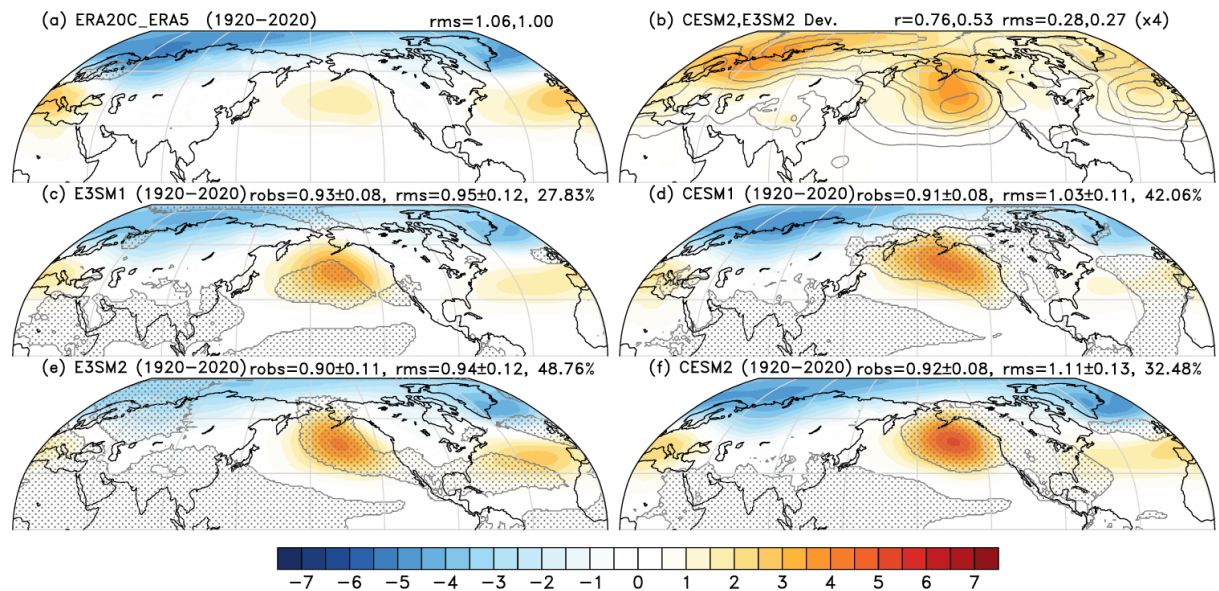 (a) ERA20C_ERA5 (1920-2020) rms=1.06,1.00
(b) CESM2,E3SM2 Dev. r=0.76,0.53 rms=0.28,0.27 (x4)
(c) E3SM1 (1920-2020) robs=0.93±0.08, rms=0.95±0.12, 27.83%
(d) CESM1 (1920-2020) robs=0.91±0.08, rms=1.03±0.11, 42.06%
(e) E3SM2 (1920-2020) robs=0.90±0.11, rms=0.94±0.12, 48.76%
(f) CESM2 (1920-2020) robs=0.92±0.08, rms=1.11±0.13, 32.48%
-7 -6 -5 -4 -3 -2 -1 0 1 2 3 4 5 6 7